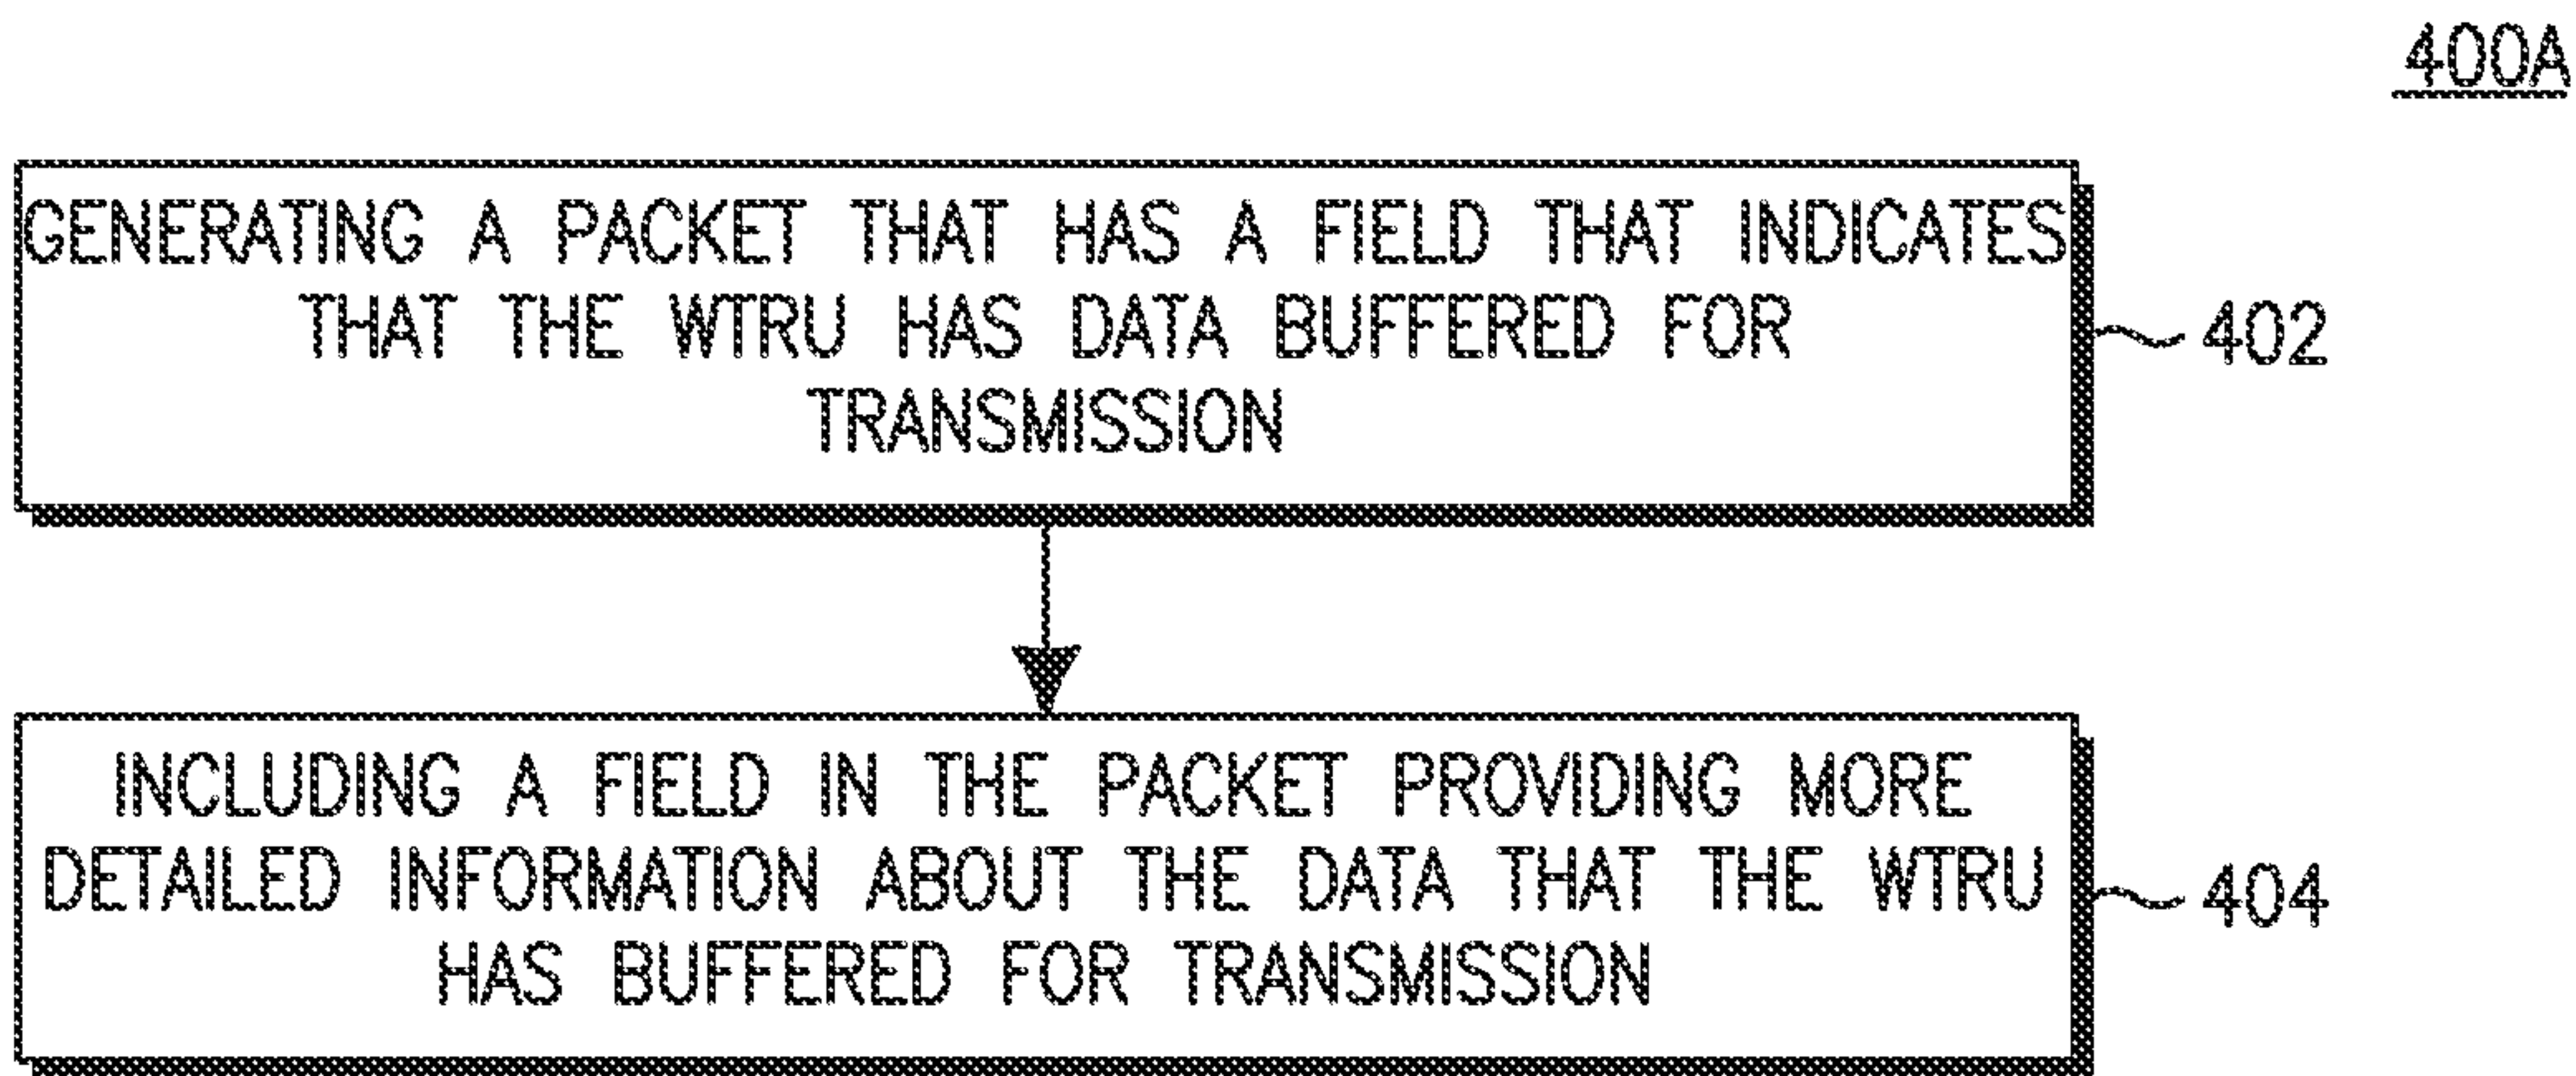 400A
GENERATING A PACKET THAT HAS A FIELD THAT INDICATES
THAT THE WTRU HAS DATA BUFFERED FOR
TRANSMISSION
402
INCLUDING A FIELD IN THE PACKET PROVIDING MORE
DETAILED INFORMATION ABOUT THE DATA THAT THE WTRU
HAS BUFFERED FOR TRANSMISSION
404